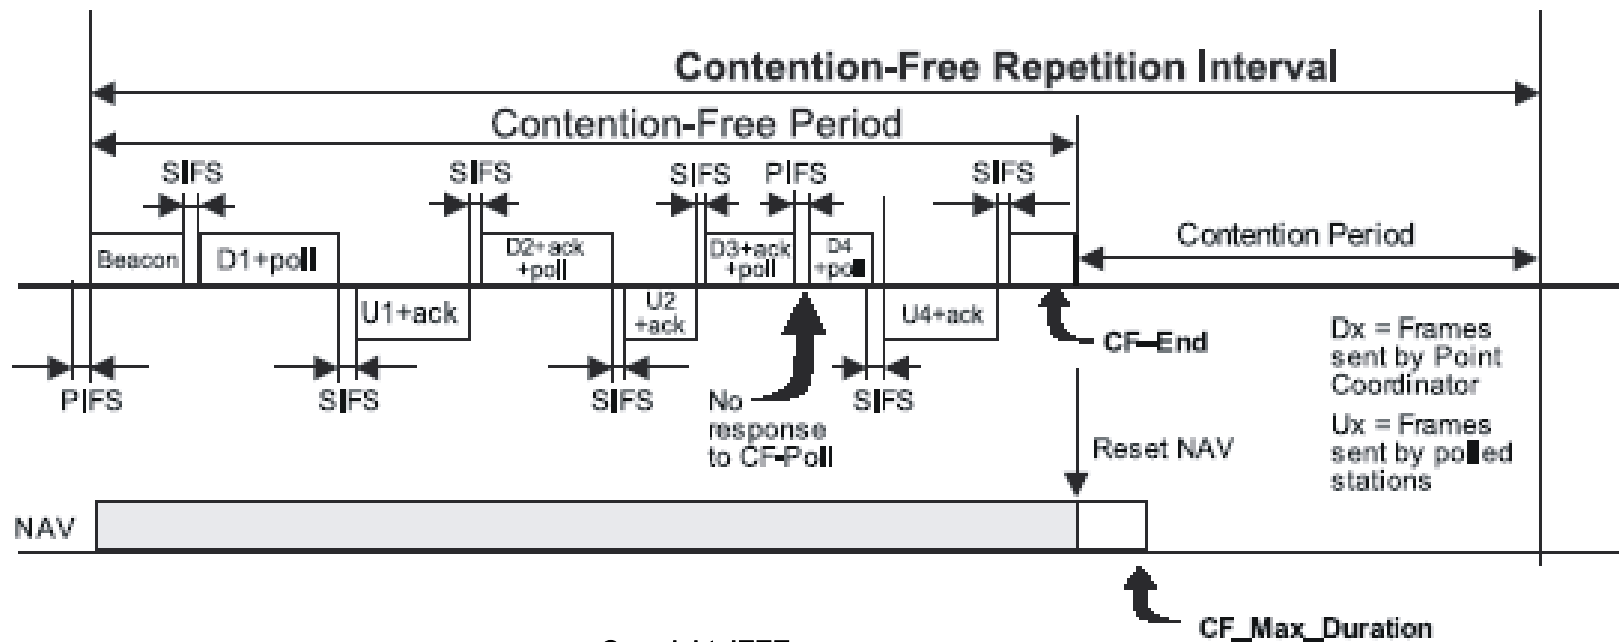 Contention-Free Repetition Interval
Contention-Free Period
SIFS
SIFS
SIFS
PIFS
SIFS
Contention Period
Beacon
D1+poll
D2+ack
+poll
D3+ack
+poll
D4
+poll
U1+ack
U2
+ack
U4+ack
CF-End
PIFS
SIFS
SIFS
No
response
to CF-Poll
SIFS
Dx = Frames
sent by Point
Coordinator
Ux = Frames
sent by polled
stations
Reset NAV
NAV
CF_Max_Duration